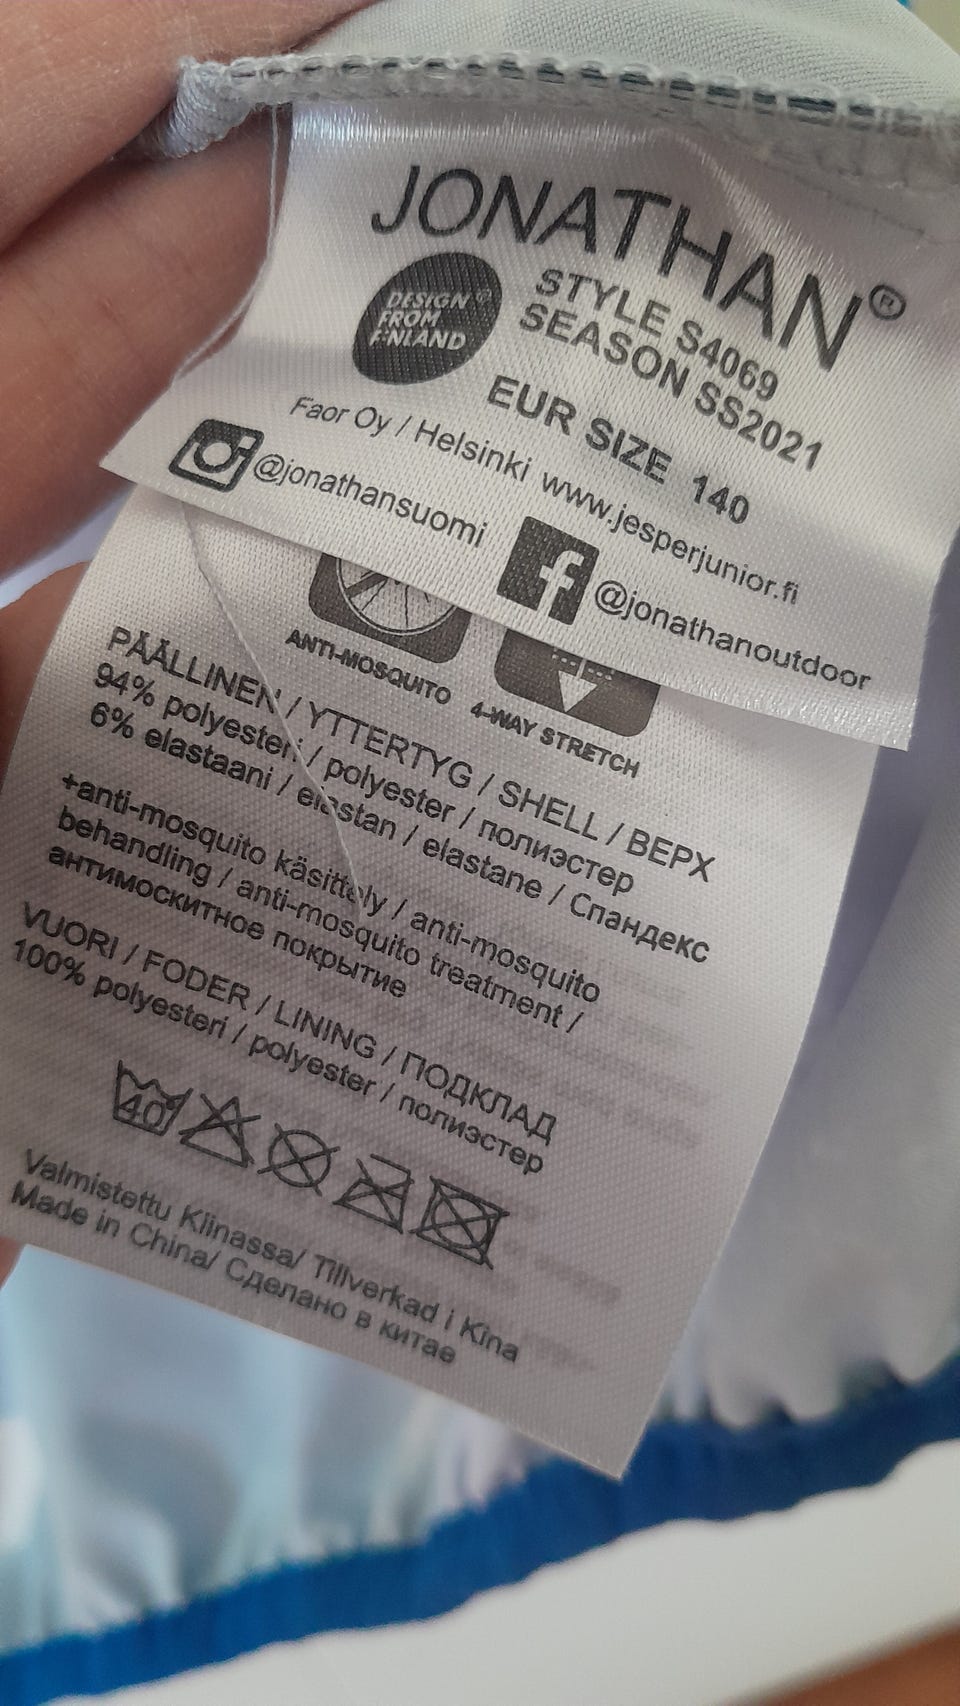 JONATHAN®
DESIGN®
FROM
FINLAND
STYLE S4069
SEASON SS2021
EUR SIZE 140
Faor Oy / Helsinki www.jesperjunior.fi
@jonathansuomi
@jonathanoutdoor
ANTI-MOSQUITO
4-WAY STRETCH
PÄÄLLINEN / YTTERTYG / SHELL / ВЕРХ
94% polyesteri / polyester / полиэстер
6% elastaani / elastan / elastane / Спандекс
+anti-mosquito käsittely / anti-mosquito
behandling / anti-mosquito treatment /
антимоскитное покрытие
VUORI / FODER / LINING / ПОДКЛАД
100% polyesteri / polyester / полиэстер
40
Valmistettu Kiinassa/ Tillverkad i Kina
Made in China/ Сделано в китае